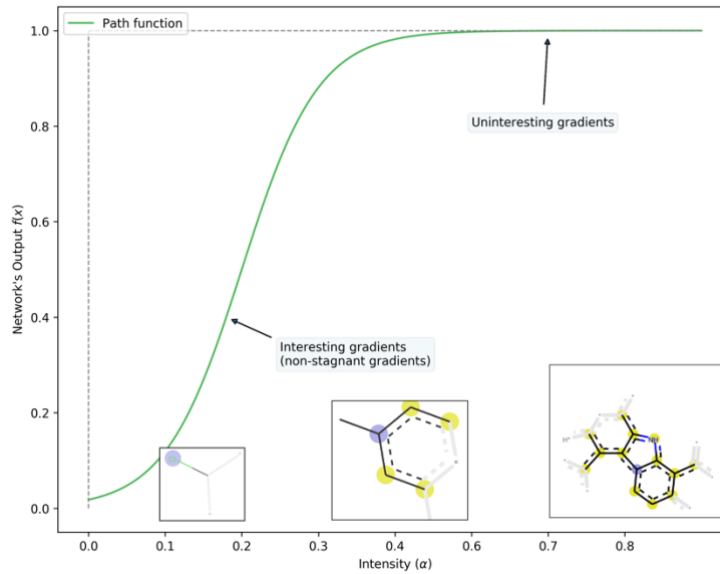 Path function
1.0
0.8
0.6
0.4
0.2
0.0
Network's Output f(x)
Uninteresting gradients
Interesting gradients
(non-stagnant gradients)
H⁺
NH
0.0
0.1
0.2
0.3
0.4
0.5
0.6
0.7
0.8
Intensity (α)